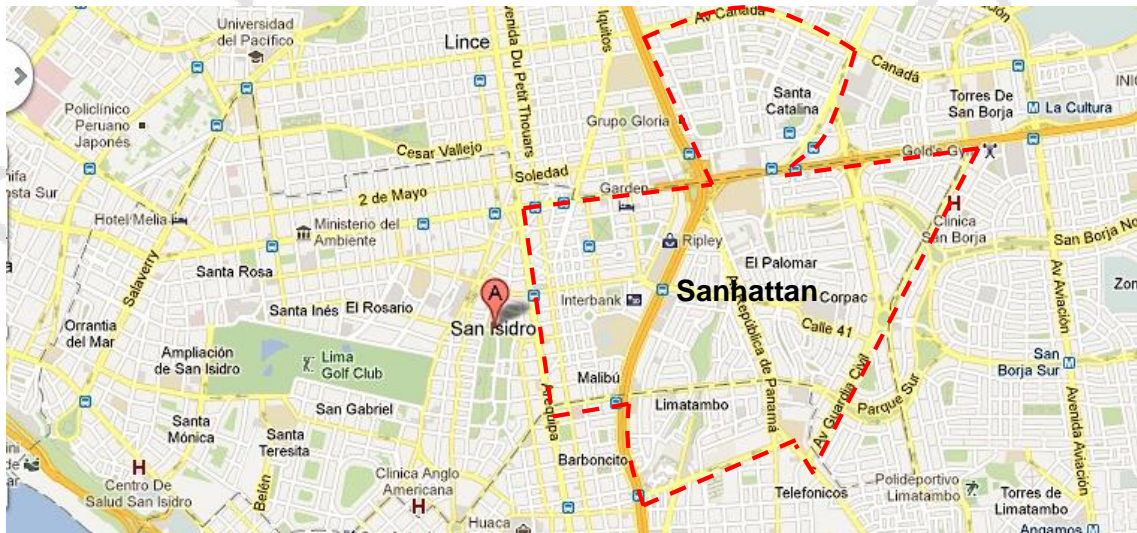 Universidad
del Pacífico
Lince
Avenida Du Petit Thouars
Iquitos
Av Canadá
Canadá
Policlínico
Peruano
Japonés
Santa
Catalina
Torres De
San Borja
La Cultura
Grupo Gloria
Cesar Vallejo
Gold's Gym
Soledad
2 de Mayo
Garden
Hotel Melia
Ministerio del
Ambiente
Clinica
San Borja
Ripley
Salaverry
Santa Rosa
El Palomar
Sanhattan
Corpac
Av Aviación
A
Interbank
Santa Inés
El Rosario
San Isidro
Calle 41
República de Panamá
Orrantia
del Mar
Ampliación
de San Isidro
Lima
Golf Club
San
Borja Sur
Malibú
Arequipa
Limatambo
Av Guardia Civil
Parque Sur
San Gabriel
Santa
Mónica
Santa
Teresita
Avenida Aviación
Barboncito
H
Centro De
Salud San Isidro
Belén
Clinica Anglo
Americana
H
Telefonicos
Polideportivo
Limatambo
Torres de
Limatambo
Huaca
Angamos